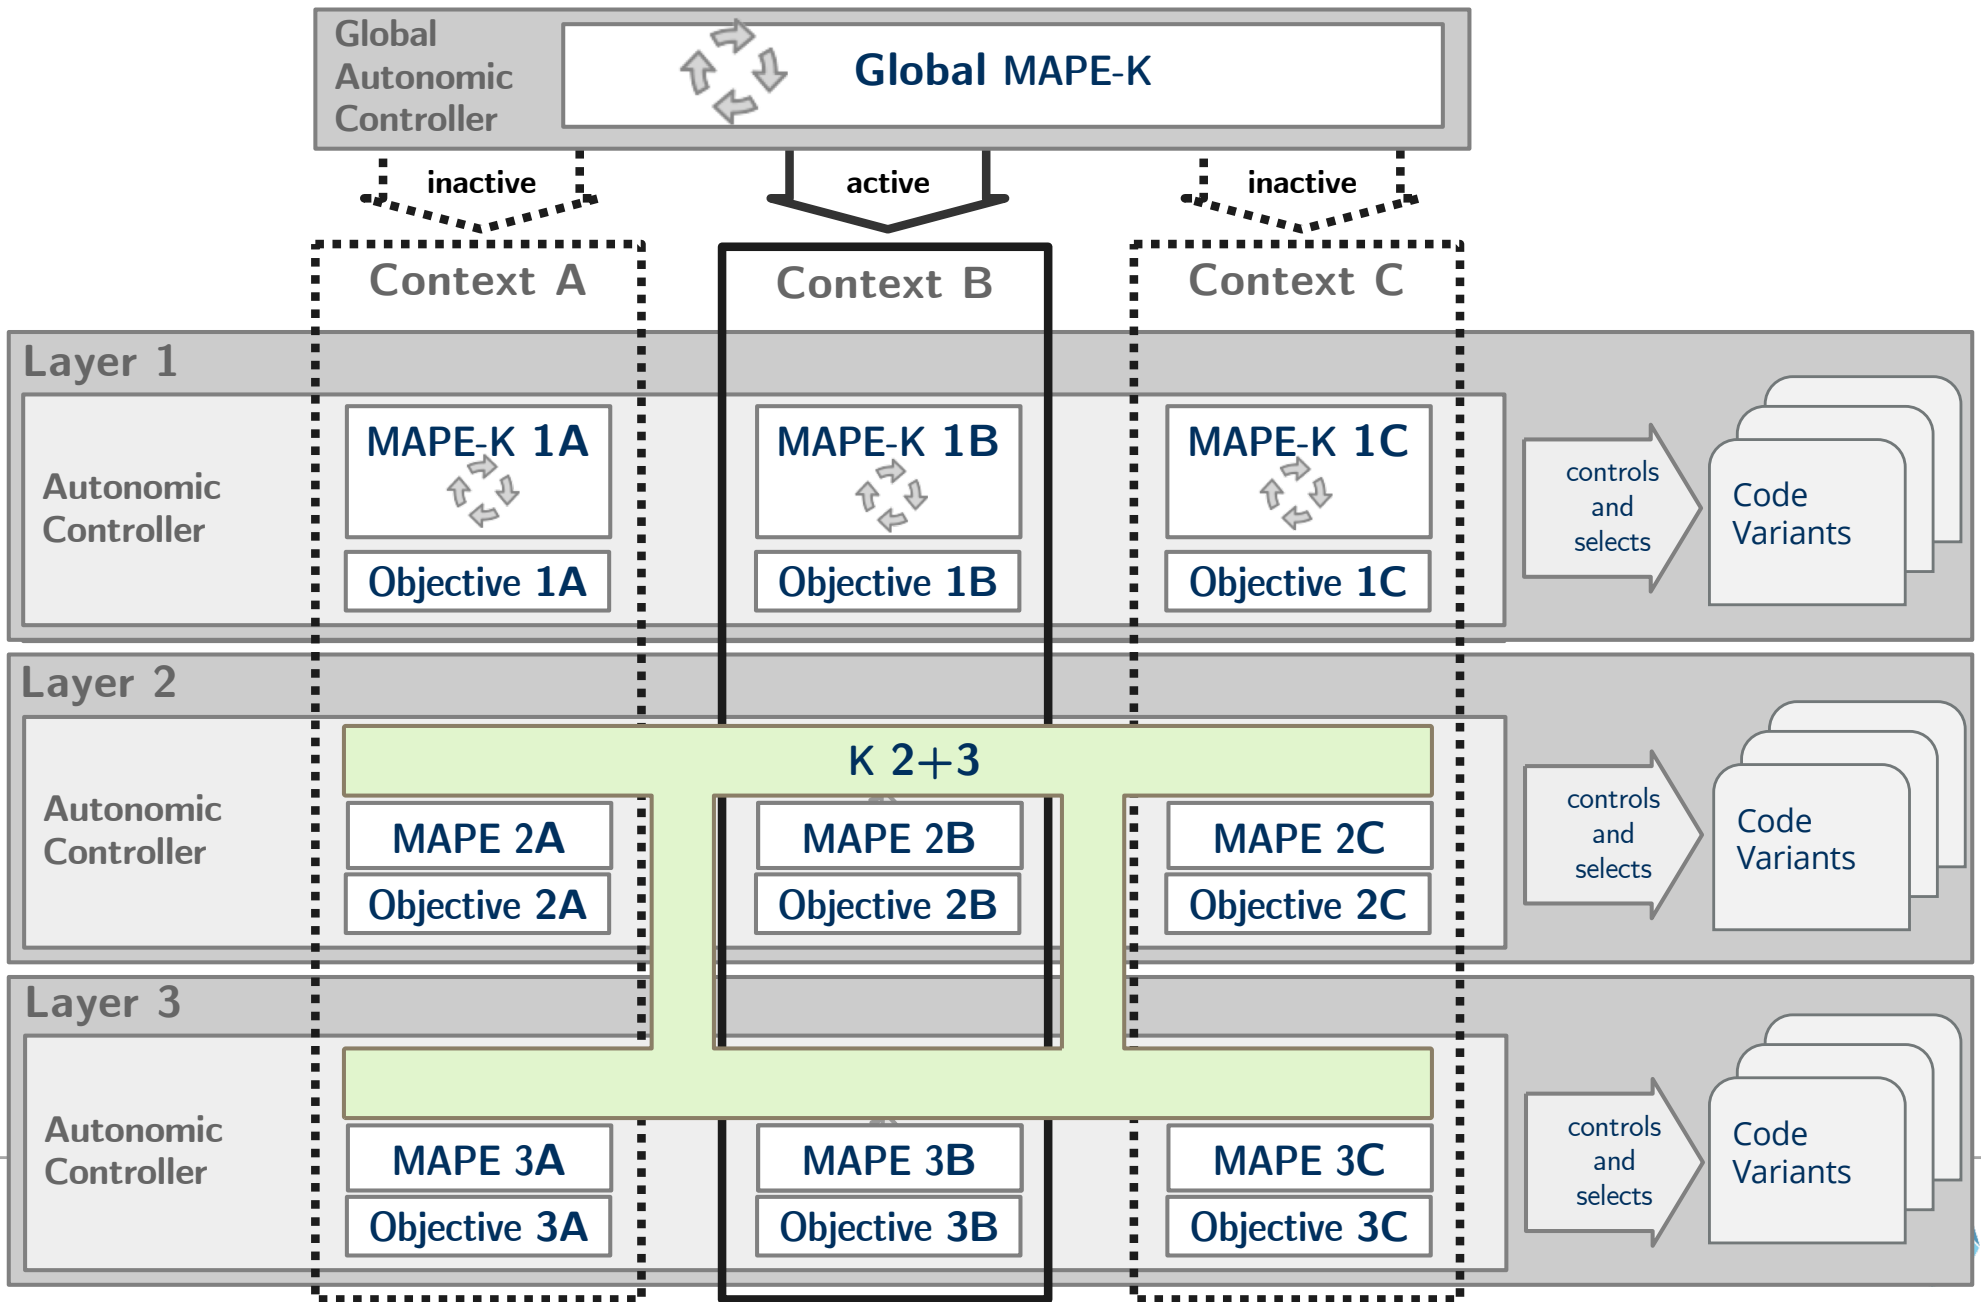 Global
Autonomic
Controller
Global MAPE-K
inactive
active
inactive
Context A
Context B
Context C
Layer 1
Autonomic
Controller
MAPE-K 1A
MAPE-K 1B
MAPE-K 1C
Objective 1A
Objective 1B
Objective 1C
controls
and
selects
Code
Variants
Layer 2
Autonomic
Controller
K 2+3
MAPE 2A
MAPE 2B
MAPE 2C
Objective 2A
Objective 2B
Objective 2C
controls
and
selects
Code
Variants
Layer 3
Autonomic
Controller
MAPE 3A
MAPE 3B
MAPE 3C
Objective 3A
Objective 3B
Objective 3C
controls
and
selects
Code
Variants